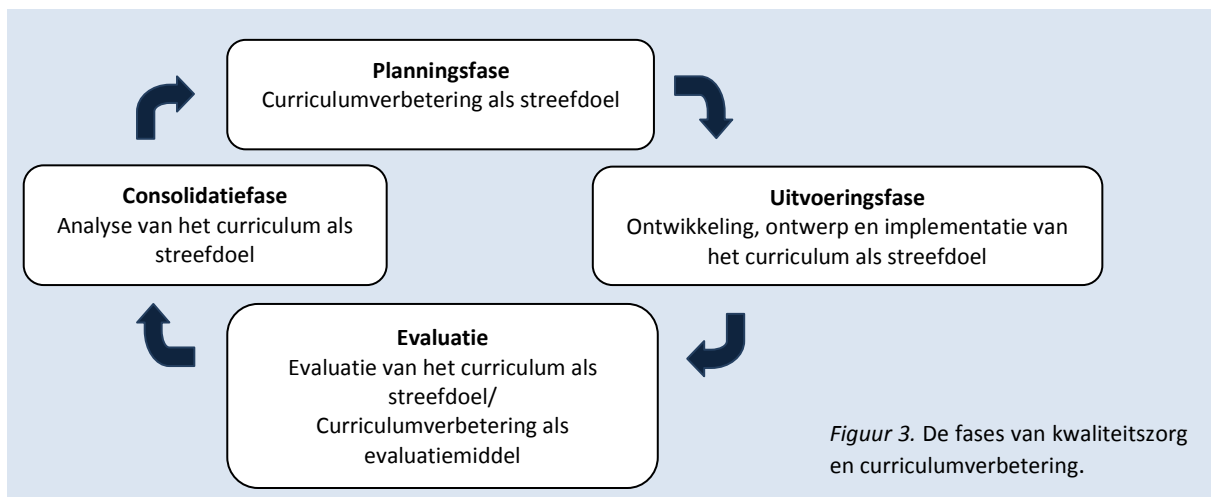 Planningsfase
Curriculumverbetering als streefdoel
Consolidatiefase
Analyse van het curriculum als
streefdoel
Uitvoeringsfase
Ontwikkeling, ontwerp en implementatie van
het curriculum als streefdoel
Evaluatie
Evaluatie van het curriculum als
streefdoel/
Curriculumverbetering als
evaluatiemiddel
Figuur 3. De fases van kwaliteitszorg
en curriculumverbetering.